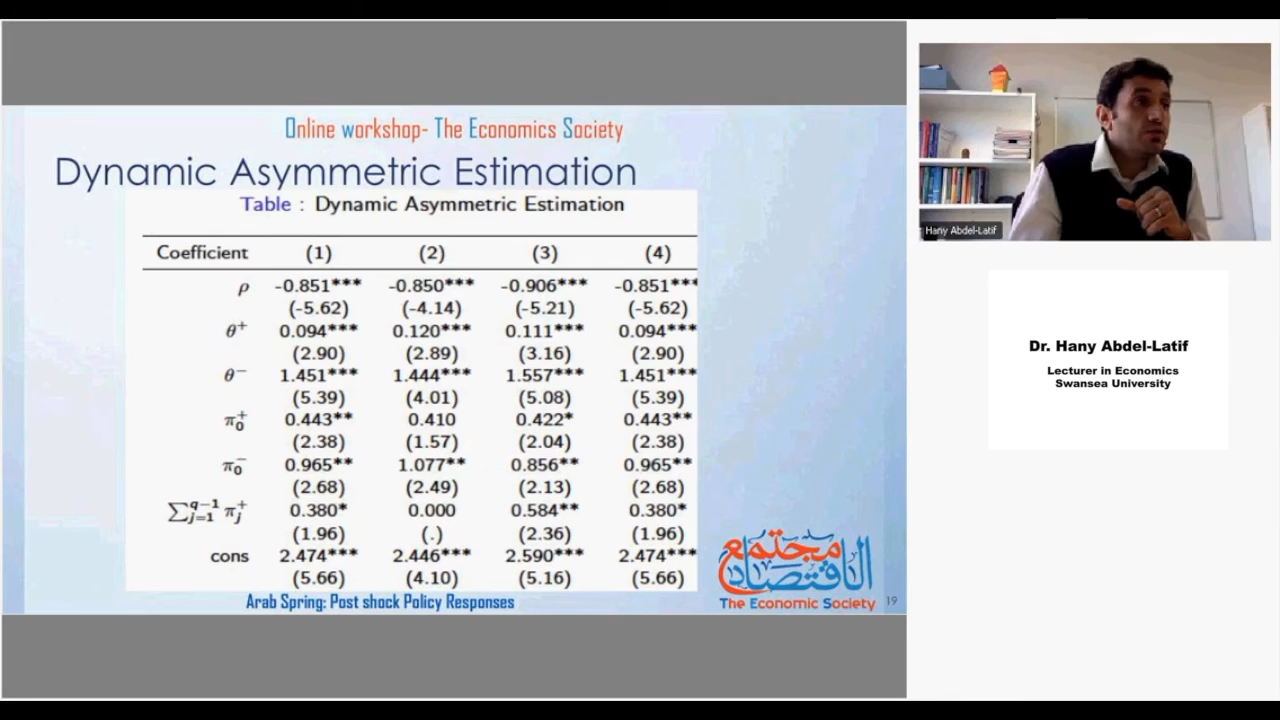 Online workshop- The Economics Society
Dynamic Asymmetric Estimation
Table : Dynamic Asymmetric Estimation
Coefficient (1) (2) (3) (4)
ρ -0.851*** -0.850*** -0.906*** -0.851***
(-5.62) (-4.14) (-5.21) (-5.62)
θ⁺ 0.094*** 0.120*** 0.111*** 0.094***
(2.90) (2.89) (3.16) (2.90)
θ⁻ 1.451*** 1.444*** 1.557*** 1.451***
(5.39) (4.01) (5.08) (5.39)
π₀⁺ 0.443** 0.410 0.422* 0.443**
(2.38) (1.57) (2.04) (2.38)
π₀⁻ 0.965** 1.077** 0.856** 0.965**
(2.68) (2.49) (2.13) (2.68)
∑_{j=1}^{q-1} π_j^+ 0.380* 0.000 0.584** 0.380*
(1.96) (.) (2.36) (1.96)
cons 2.474*** 2.446*** 2.590*** 2.474***
(5.66) (4.10) (5.16) (5.66)
Arab Spring: Post shock Policy Responses
مجتمع
الاقتصاد
The Economic Society
19
Hany Abdel-Latif
Dr. Hany Abdel-Latif
Lecturer in Economics
Swansea University